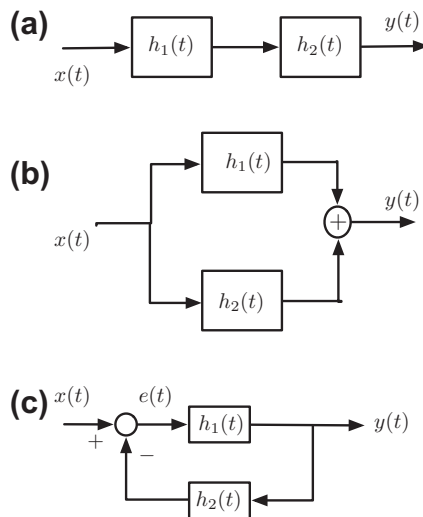 (a)
x(t) h₁(t) h₂(t) y(t)
(b)
x(t) h₁(t) + y(t)
h₂(t)
(c)
x(t) + − e(t) h₁(t) y(t)
h₂(t)